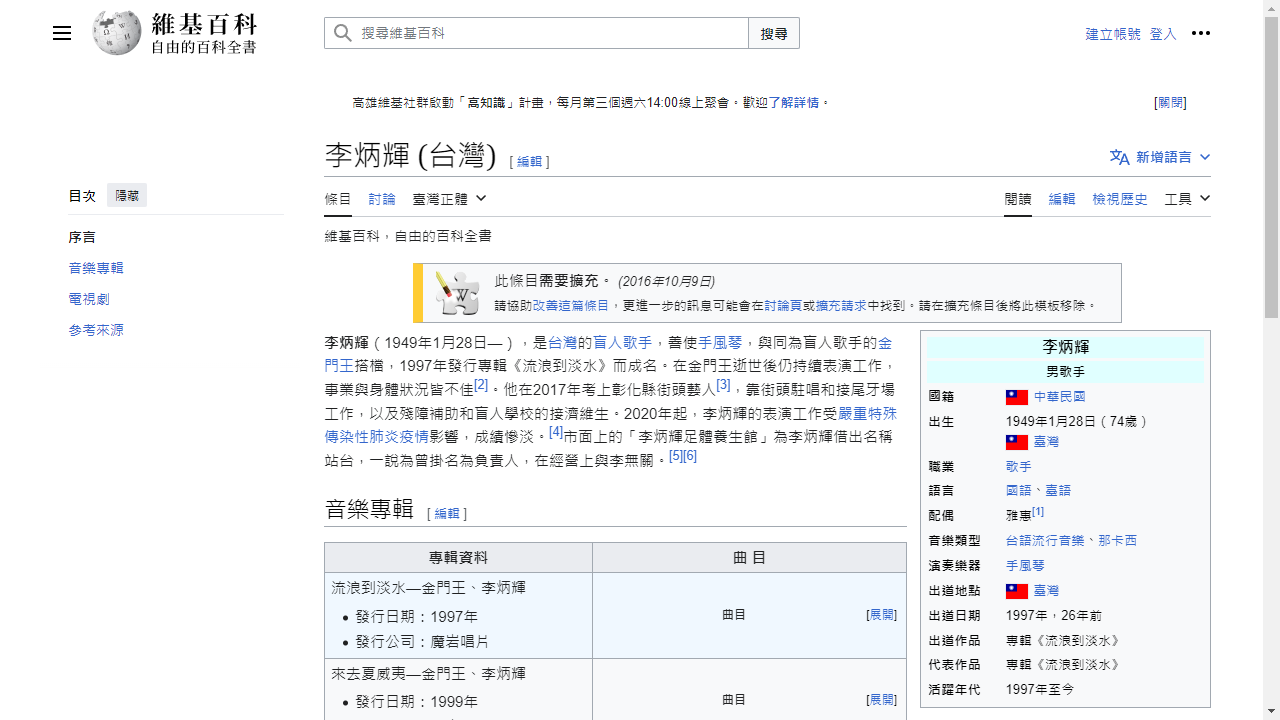 維基百科
自由的百科全書
搜尋維基百科
搜尋
建立帳號 登入
高雄維基社群啟動「高知識」計畫，每月第三個週六14:00線上聚會。歡迎了解詳情。
[關閉]
李炳輝 (台灣) [ 編輯 ]
新增語言
目次 隱藏
條目 討論 臺灣正體
閱讀 編輯 檢視歷史 工具
序言
音樂專輯
電視劇
參考來源
維基百科，自由的百科全書
此條目需要擴充。 (2016年10月9日)
請協助改善這篇條目，更進一步的訊息可能會在討論頁或擴充請求中找到。請在擴充條目後將此模板移除。
李炳輝（1949年1月28日—），是台灣的盲人歌手，善使手風琴，與同為盲人歌手的金
門王搭檔，1997年發行專輯《流浪到淡水》而成名。在金門王逝世後仍持續表演工作，
事業與身體狀況皆不佳[2]。他在2017年考上彰化縣街頭藝人[3]，靠街頭駐唱和接尾牙場
工作，以及殘障補助和盲人學校的接濟維生。2020年起，李炳輝的表演工作受嚴重特殊
傳染性肺炎疫情影響，成績慘淡。[4]市面上的「李炳輝足體養生館」為李炳輝借出名稱
站台，一說為曾掛名為負責人，在經營上與李無關。[5][6]
李炳輝
男歌手
國籍 中華民國
出生 1949年1月28日（74歲）
臺灣
職業 歌手
語言 國語、臺語
配偶 雅惠[1]
音樂類型 台語流行音樂、那卡西
演奏樂器 手風琴
出道地點 臺灣
出道日期 1997年，26年前
出道作品 專輯《流浪到淡水》
代表作品 專輯《流浪到淡水》
活躍年代 1997年至今
音樂專輯 [ 編輯 ]
專輯資料 曲 目
流浪到淡水—金門王、李炳輝
• 發行日期：1997年
• 發行公司：魔岩唱片
曲目 [展開]
來去夏威夷—金門王、李炳輝
• 發行日期：1999年
曲目 [展開]